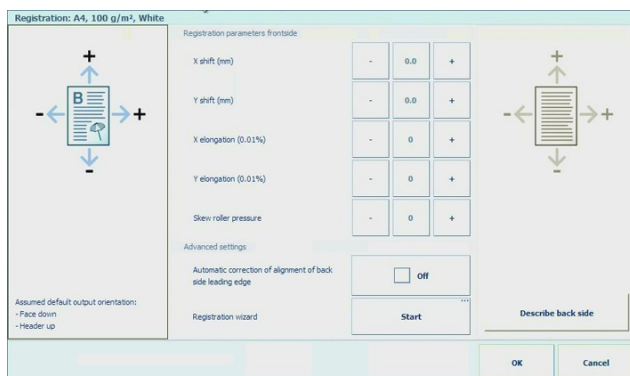 Registration: A4, 100 g/m², White
Registration parameters frontside
X shift (mm)
-
0.0
+
Y shift (mm)
-
0.0
+
X elongation (0.01%)
-
0
+
Y elongation (0.01%)
-
0
+
Skew roller pressure
-
0
+
Advanced settings
Automatic correction of alignment of back
side leading edge
Off
Registration wizard
Start
...
+
-
B
+
-
Assumed default output orientation:
- Face down
- Header up
+
-
+
-
Describe back side
OK
Cancel